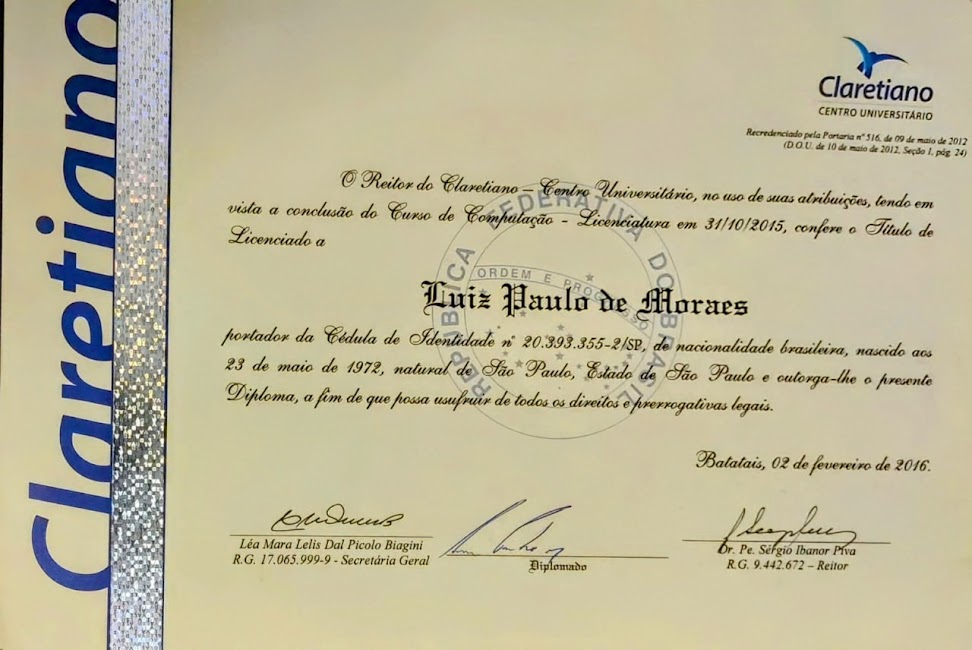 Claretiano
Claretiano
CENTRO UNIVERSITÁRIO
Recredenciado pela Portaria nº 516, de 09 de maio de 2012
(D.O.U. de 10 de maio de 2012, Seção 1, pág. 24)
O Reitor do Claretiano – Centro Universitário, no uso de suas atribuições, tendo em
vista a conclusão do Curso de Computação - Licenciatura em 31/10/2015, confere o Título de
Licenciado a
REPÚBLICA FEDERATIVA DO BRASIL
ORDEM E PROGRESSO
Luiz Paulo de Moraes
portador da Cédula de Identidade nº 20.393.355-2/SP, de nacionalidade brasileira, nascido aos
23 de maio de 1972, natural de São Paulo, Estado de São Paulo e outorga-lhe o presente
Diploma, a fim de que possa usufruir de todos os direitos e prerrogativas legais.
Batatais, 02 de fevereiro de 2016.
Léa Mara Lelis Dal Picolo Biagini
R.G. 17.065.999-9 - Secretária Geral
Diplomado
Dr. Pe. Sérgio Ibanor Piva
R.G. 9.442.672 – Reitor